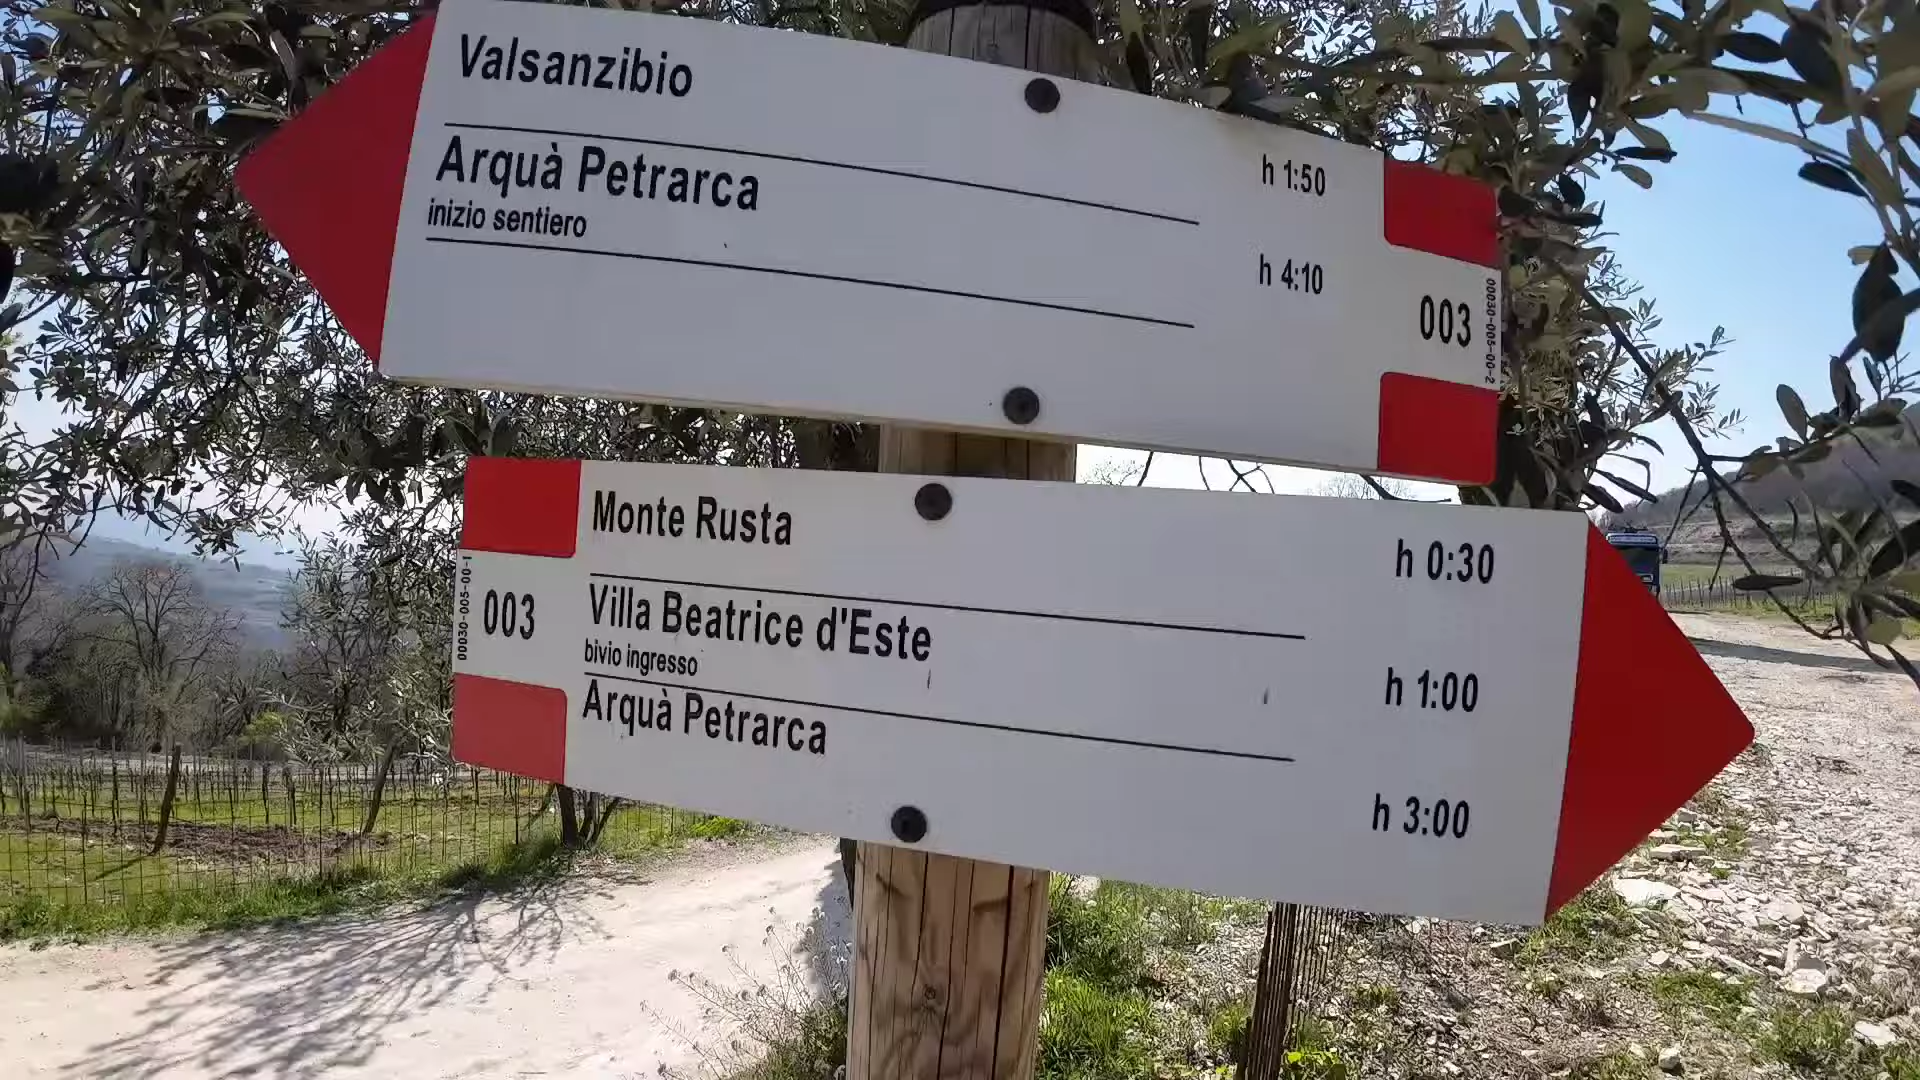 Valsanzibio h 1:50
Arquà Petrarca
inizio sentiero h 4:10
003
00030-005-00-2
Monte Rusta h 0:30
Villa Beatrice d'Este
bivio ingresso h 1:00
Arquà Petrarca h 3:00
003
00030-005-00-1